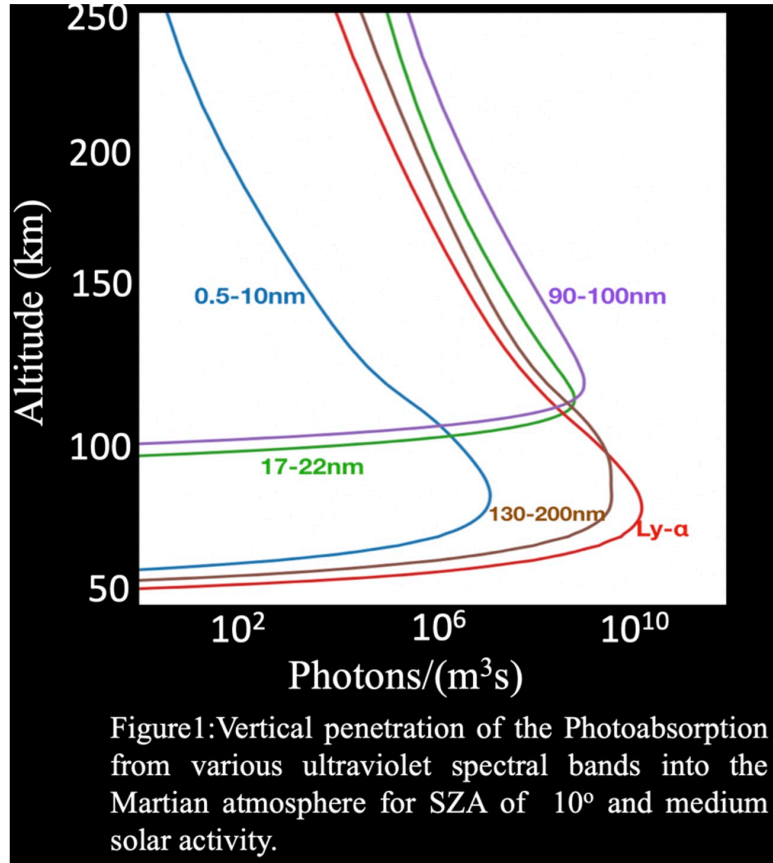 250
200
150
100
50
Altitude (km)
0.5-10nm
90-100nm
17-22nm
130-200nm
Ly-α
10²
10⁶
10¹⁰
Photons/(m³s)
Figure1:Vertical penetration of the Photoabsorption
from various ultraviolet spectral bands into the
Martian atmosphere for SZA of 10ᵒ and medium
solar activity.